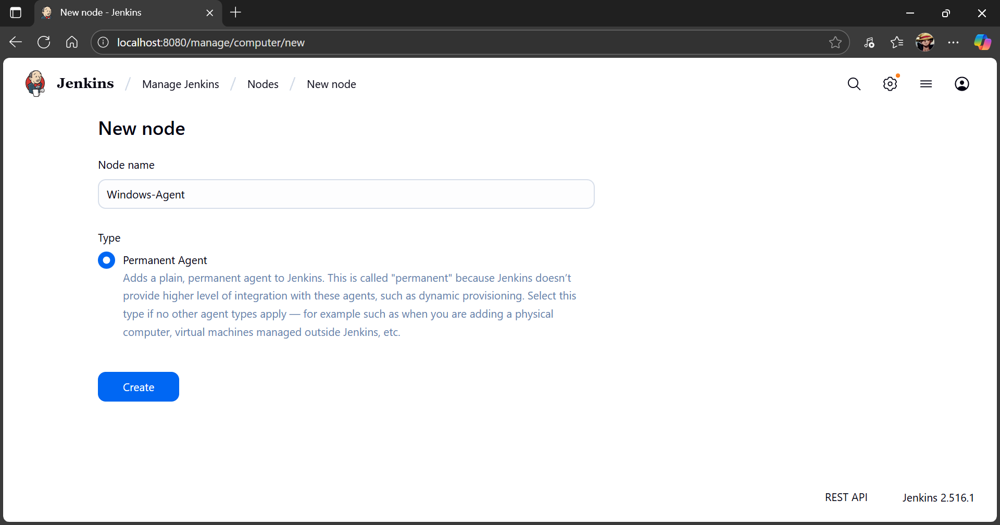 New node - Jenkins
localhost:8080/manage/computer/new
Jenkins / Manage Jenkins / Nodes / New node
New node
Node name
Windows-Agent
Type
Permanent Agent
Adds a plain, permanent agent to Jenkins. This is called "permanent" because Jenkins doesn’t
provide higher level of integration with these agents, such as dynamic provisioning. Select this
type if no other agent types apply — for example such as when you are adding a physical
computer, virtual machines managed outside Jenkins, etc.
Create
REST API Jenkins 2.516.1